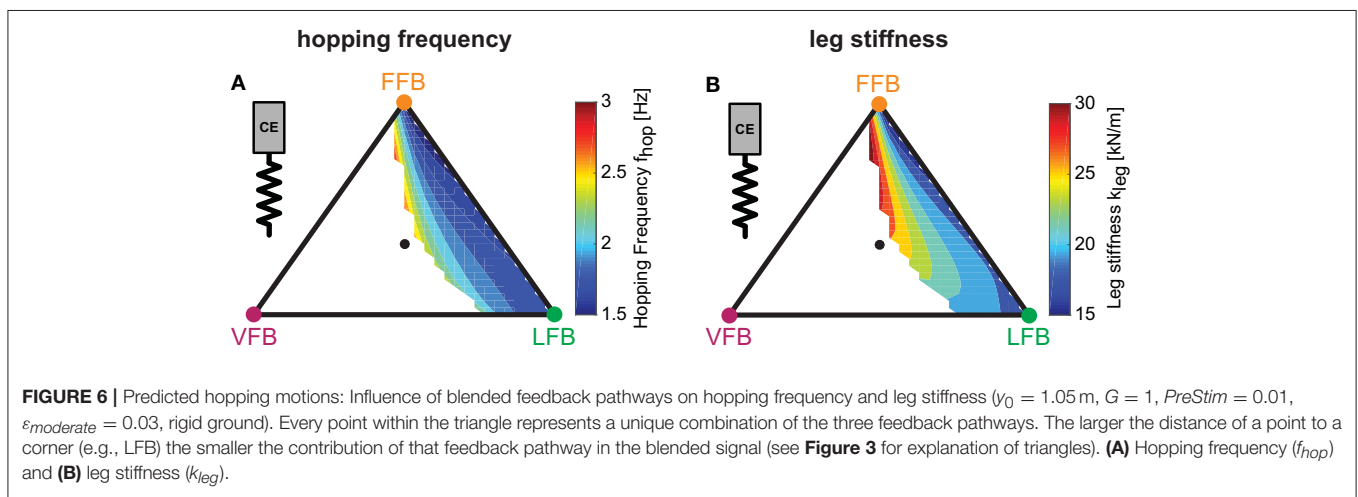 hopping frequency
leg stiffness
A
FFB
CE
3
2.5
2
1.5
Hopping Frequency fhop [Hz]
VFB
LFB
B
FFB
CE
30
25
20
15
Leg stiffness kleg [kN/m]
VFB
LFB
FIGURE 6 | Predicted hopping motions: Influence of blended feedback pathways on hopping frequency and leg stiffness (y0 = 1.05 m, G = 1, PreStim = 0.01,
εmoderate = 0.03, rigid ground). Every point within the triangle represents a unique combination of the three feedback pathways. The larger the distance of a point to a
corner (e.g., LFB) the smaller the contribution of that feedback pathway in the blended signal (see Figure 3 for explanation of triangles). (A) Hopping frequency (fhop)
and (B) leg stiffness (kleg).